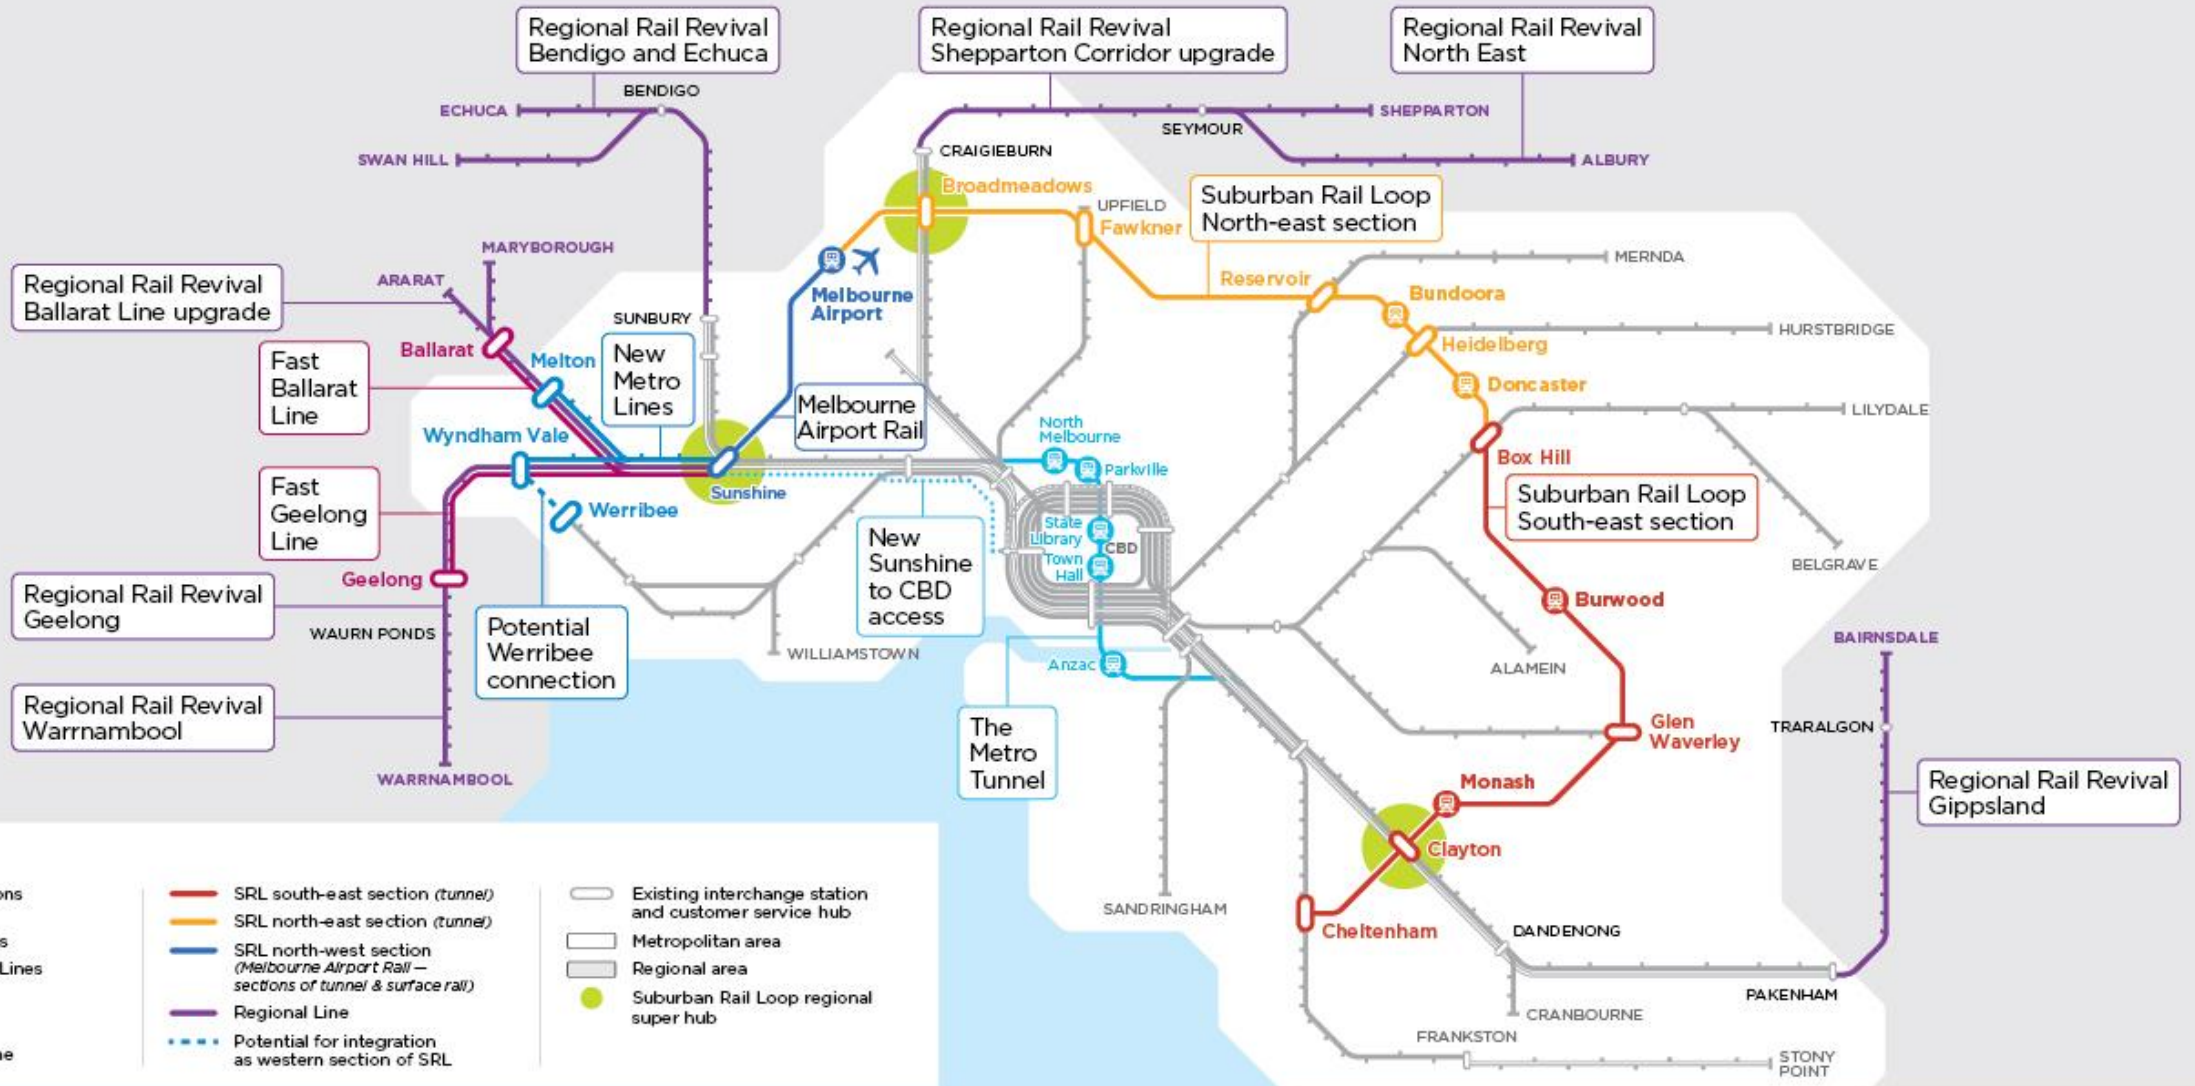 Regional Rail Revival
Bendigo and Echuca
Regional Rail Revival
Shepparton Corridor upgrade
Regional Rail Revival
North East
BENDIGO
ECHUCA
SWAN HILL
SHEPPARTON
SEYMOUR
ALBURY
CRAIGIEBURN
Broadmeadows
UPFIELD
Fawkner
Suburban Rail Loop
North-east section
MARYBOROUGH
ARARAT
Regional Rail Revival
Ballarat Line upgrade
MERNDA
Reservoir
Bundoora
Melbourne
Airport
SUNBURY
HURSTBRIDGE
Heidelberg
Ballarat
Melton
New
Metro
Lines
Fast
Ballarat
Line
Doncaster
Melbourne
Airport Rail
LILYDALE
Wyndham Vale
North
Melbourne
Parkville
Box Hill
Sunshine
Suburban Rail Loop
South-east section
Fast
Geelong
Line
Werribee
State
Library
CBD
Town
Hall
New
Sunshine
to CBD
access
BELGRAVE
Geelong
Regional Rail Revival
Geelong
Burwood
WAURN PONDS
Potential
Werribee
connection
WILLIAMSTOWN
Anzac
ALAMEIN
BAIRNSDALE
Regional Rail Revival
Warrnambool
The
Metro
Tunnel
Glen
Waverley
TRARALGON
WARRNAMBOOL
Monash
Regional Rail Revival
Gippsland
Clayton
SANDRINGHAM
Cheltenham
DANDENONG
PAKENHAM
CRANBOURNE
FRANKSTON
STONY
POINT
Lines
SRL south-east section (tunnel)
SRL north-east section (tunnel)
SRL north-west section
(Melbourne Airport Rail —
sections of tunnel & surface rail)
Regional Line
Potential for integration
as western section of SRL
Existing interchange station
and customer service hub
Metropolitan area
Regional area
Suburban Rail Loop regional
super hub